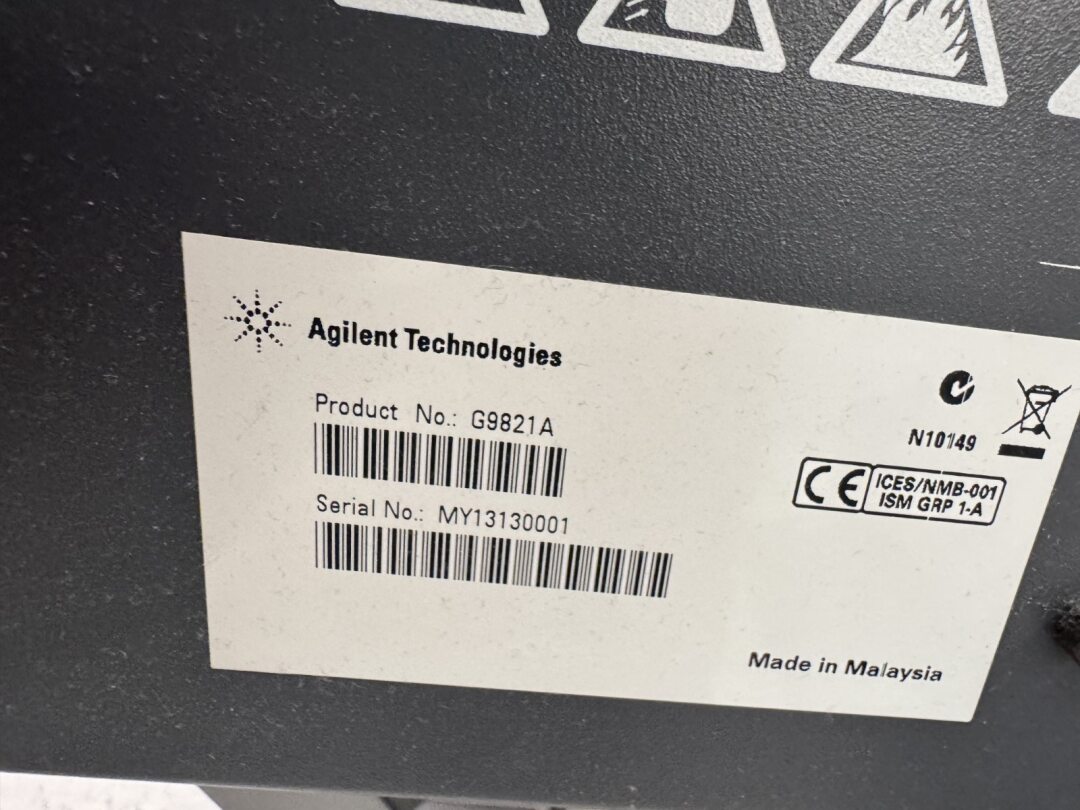 Agilent Technologies
Product No.: G9821A
Serial No.: MY13130001
N10149
CE ICES/NMB-001
ISM GRP 1-A
Made in Malaysia